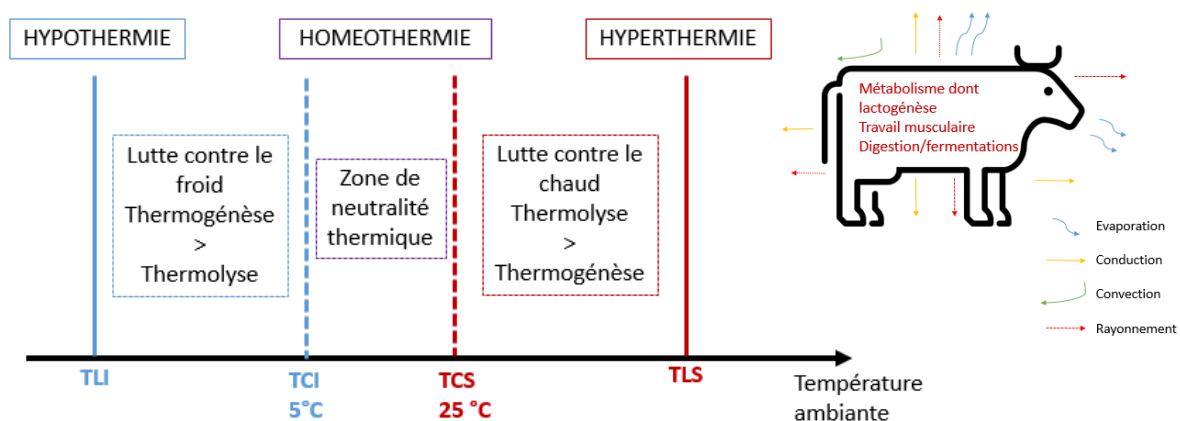 HYPOTHERMIE
HOMEOTHERMIE
HYPERTHERMIE
Lutte contre le
froid
Thermogénèse
>
Thermolyse
Zone de
neutralité
thermique
Lutte contre le
chaud
Thermolyse
>
Thermogénèse
TLI
TCI
5°C
TCS
25 °C
TLS
Température
ambiante
Métabolisme dont
lactogénèse
Travail musculaire
Digestion/fermentations
Evaporation
Conduction
Convection
Rayonnement